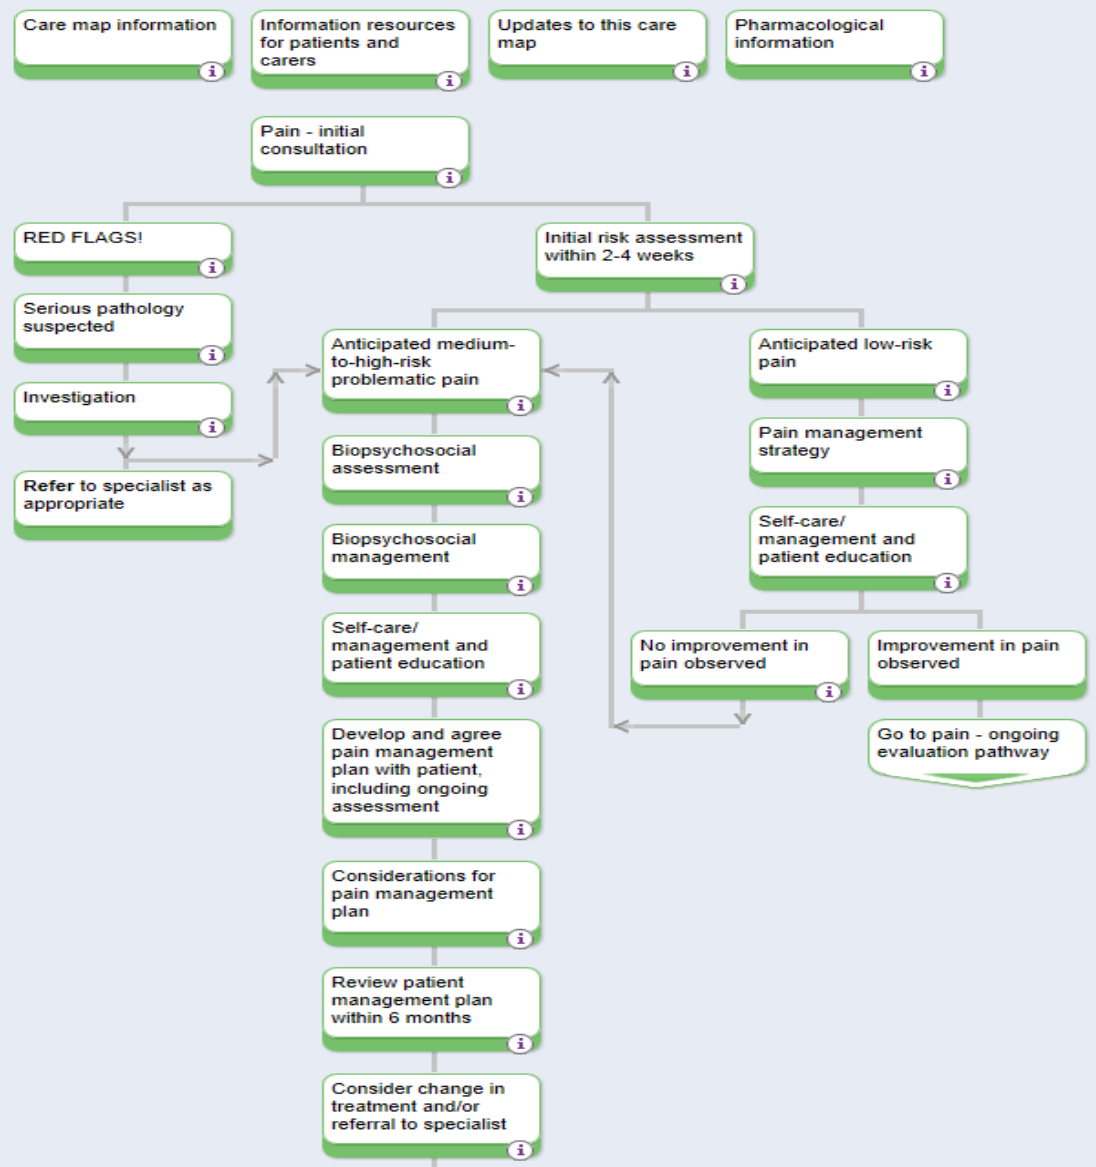 Care map information
Information resources
for patients and
carers
Updates to this care
map
Pharmacological
information
i
i
i
i
Pain - initial
consultation
i
RED FLAGS!
i
Initial risk assessment
within 2-4 weeks
i
Serious pathology
suspected
i
Anticipated medium-
to-high-risk
problematic pain
i
Anticipated low-risk
pain
i
Investigation
i
Biopsychosocial
assessment
i
Pain management
strategy
i
Refer to specialist as
appropriate
Biopsychosocial
management
i
Self-care/
management and
patient education
i
Self-care/
management and
patient education
i
No improvement in
pain observed
i
Improvement in pain
observed
Develop and agree
pain management
plan with patient,
including ongoing
assessment
i
Go to pain - ongoing
evaluation pathway
Considerations for
pain management
plan
i
Review patient
management plan
within 6 months
i
Consider change in
treatment and/or
referral to specialist
i